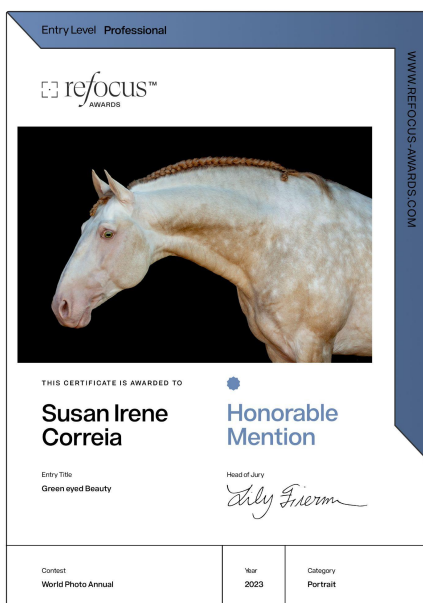 Entry Level Professional
WWW.REFOCUS-AWARDS.COM
refocus™
AWARDS
THIS CERTIFICATE IS AWARDED TO
Susan Irene
Correia
Honorable
Mention
Entry Title
Green eyed Beauty
Head of Jury
Lily Fierm
Contest
World Photo Annual
Year
2023
Category
Portrait